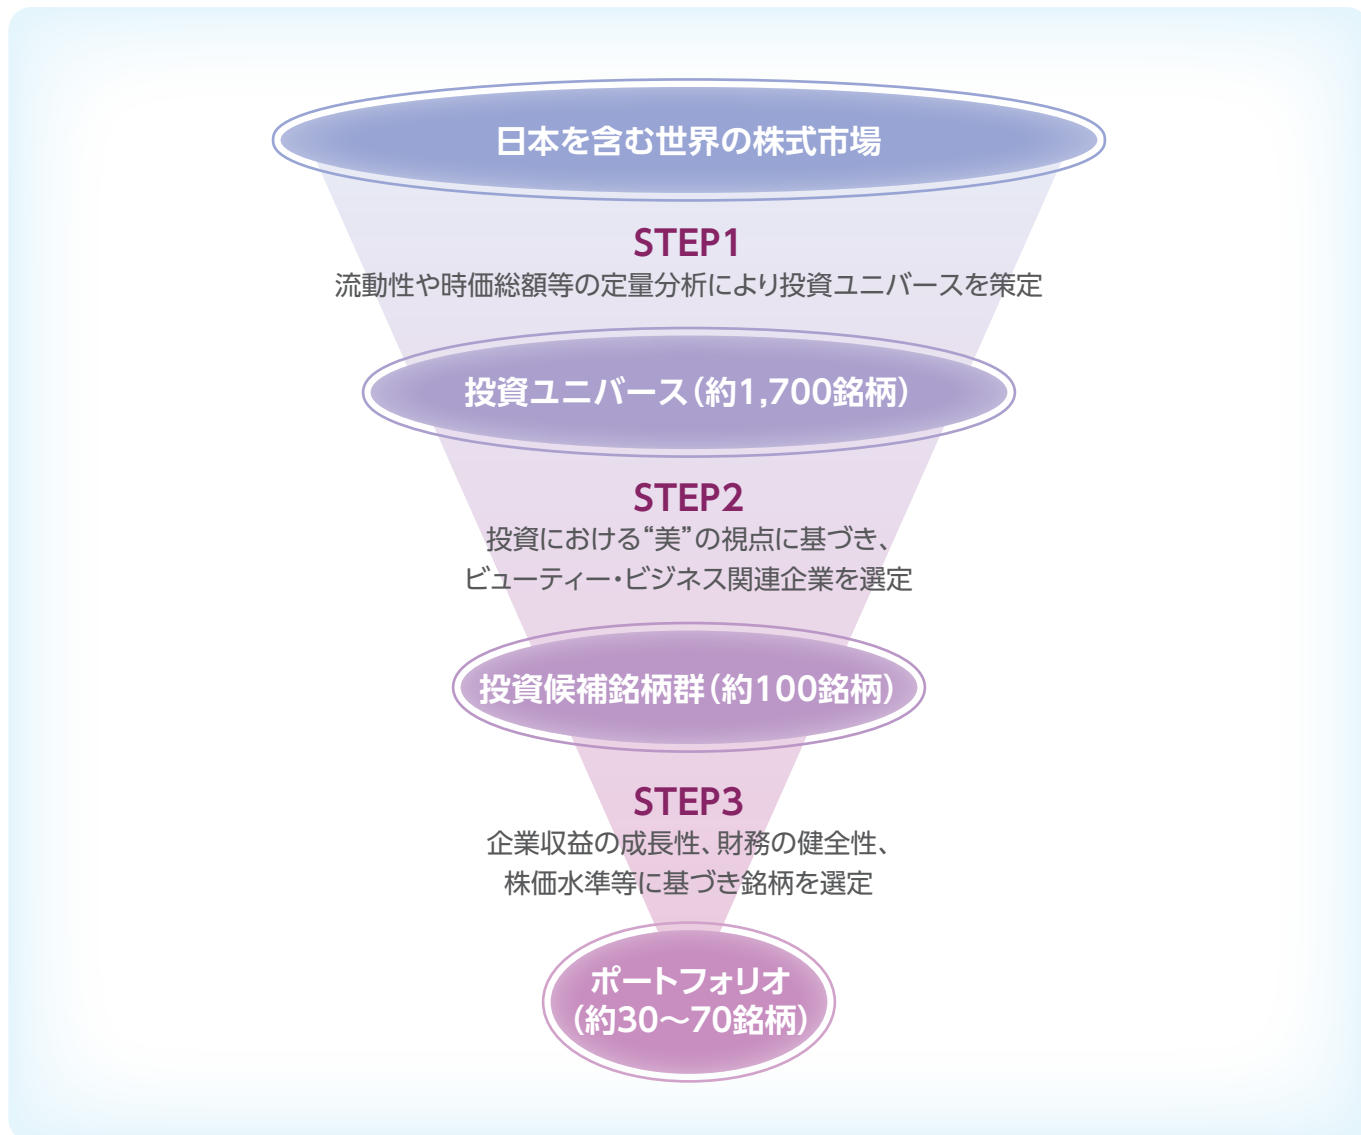 日本を含む世界の株式市場
STEP1
流動性や時価総額等の定量分析により投資ユニバースを策定
投資ユニバース（約1,700銘柄）
STEP2
投資における“美”の視点に基づき、
ビューティー・ビジネス関連企業を選定
投資候補銘柄群（約100銘柄）
STEP3
企業収益の成長性、財務の健全性、
株価水準等に基づき銘柄を選定
ポートフォリオ
（約30～70銘柄）